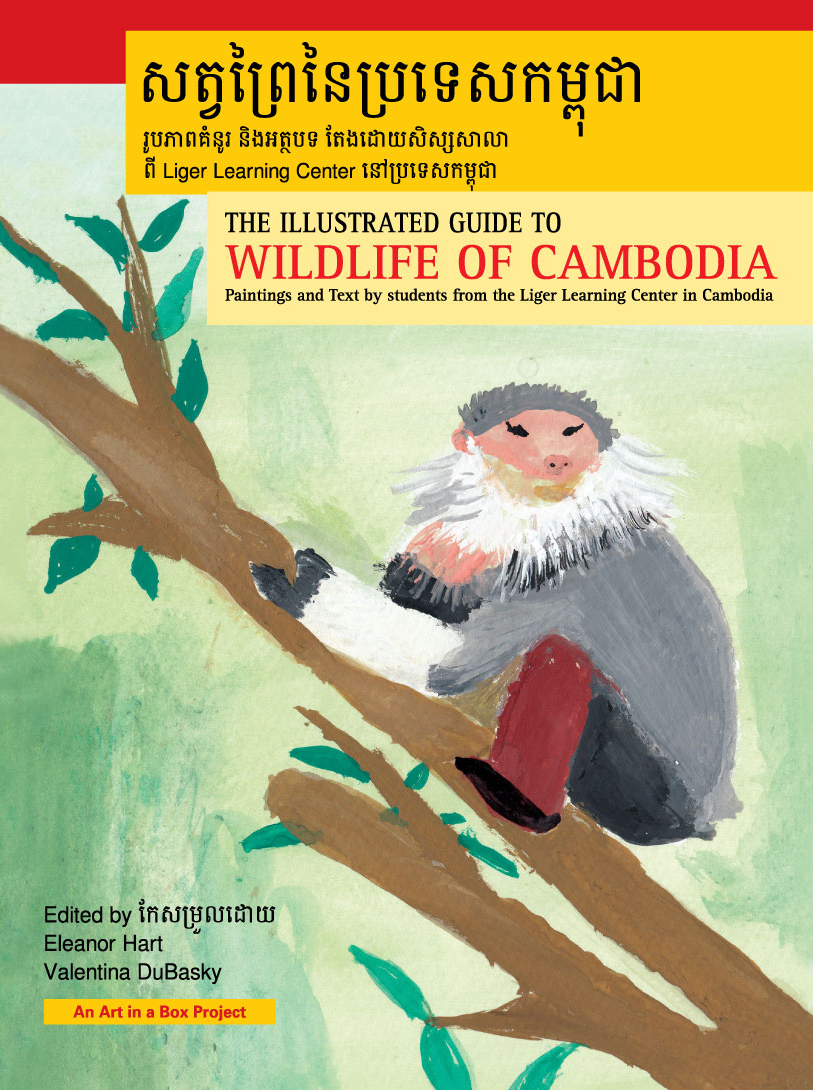 សត្វព្រៃនៃប្រទេសកម្ពុជា
រូបភាពគំនូរ និងអត្ថបទ តែងដោយសិស្សសាលា
ពី Liger Learning Center នៅប្រទេសកម្ពុជា
THE ILLUSTRATED GUIDE TO
WILDLIFE OF CAMBODIA
Paintings and Text by students from the Liger Learning Center in Cambodia
Edited by កែសម្រួលដោយ
Eleanor Hart
Valentina DuBasky
An Art in a Box Project